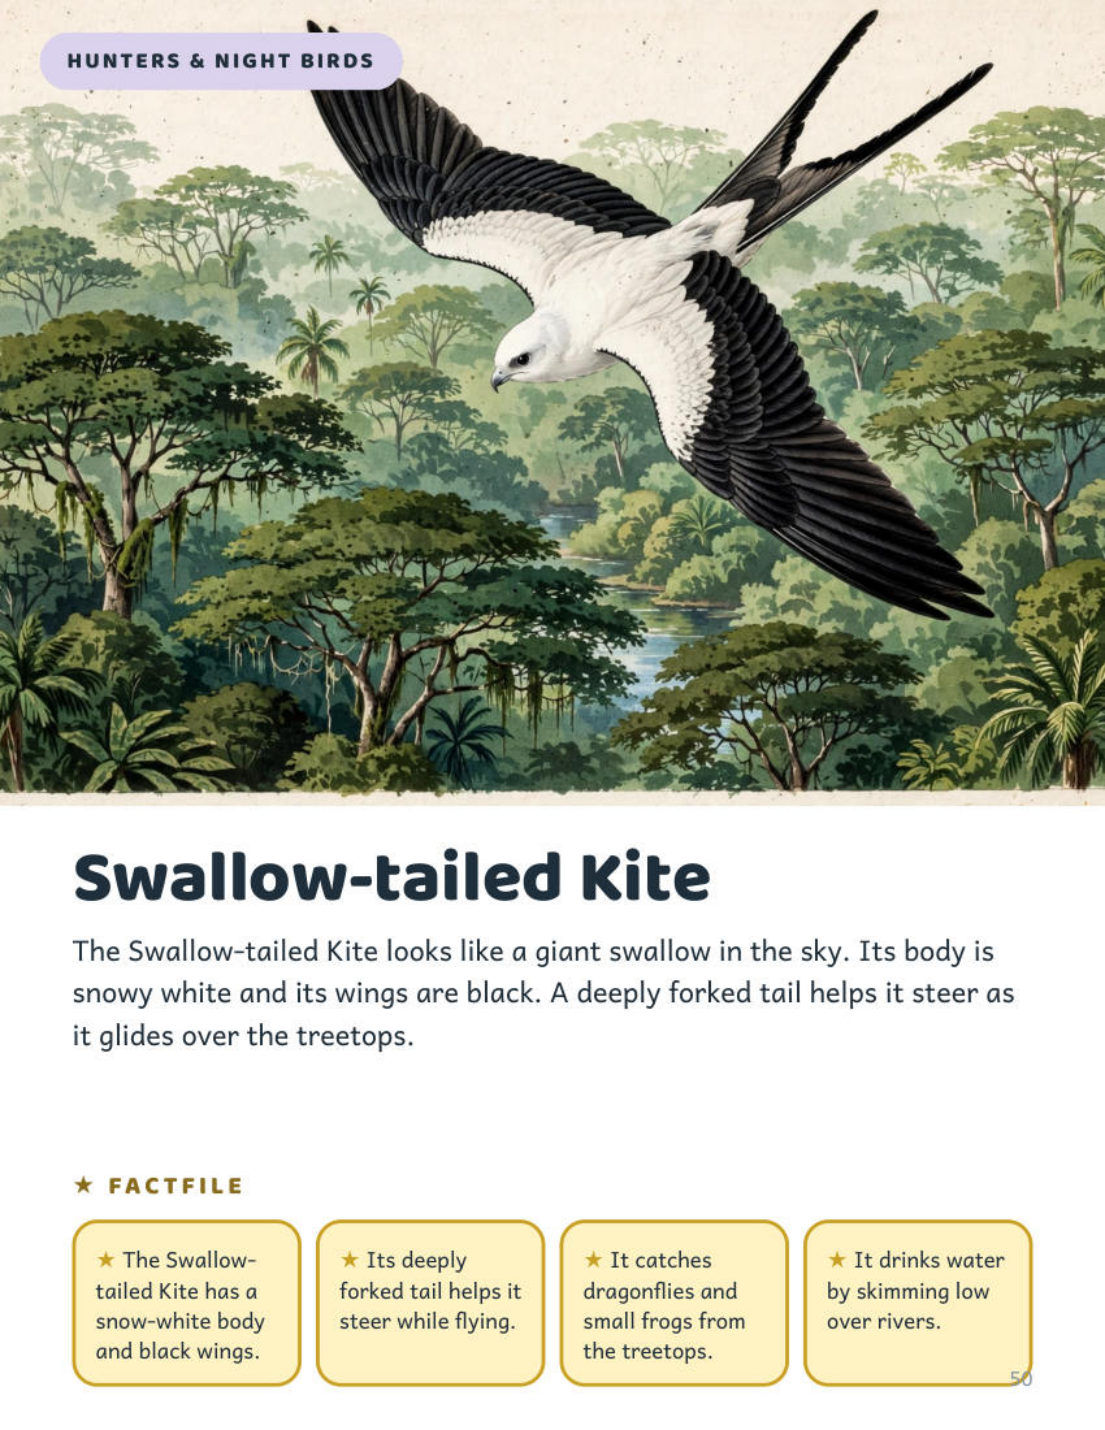 HUNTERS & NIGHT BIRDS
Swallow-tailed Kite
The Swallow-tailed Kite looks like a giant swallow in the sky. Its body is
snowy white and its wings are black. A deeply forked tail helps it steer as
it glides over the treetops.
★ FACTFILE
★ The Swallow-
tailed Kite has a
snow-white body
and black wings.
★ Its deeply
forked tail helps it
steer while flying.
★ It catches
dragonflies and
small frogs from
the treetops.
★ It drinks water
by skimming low
over rivers.
50